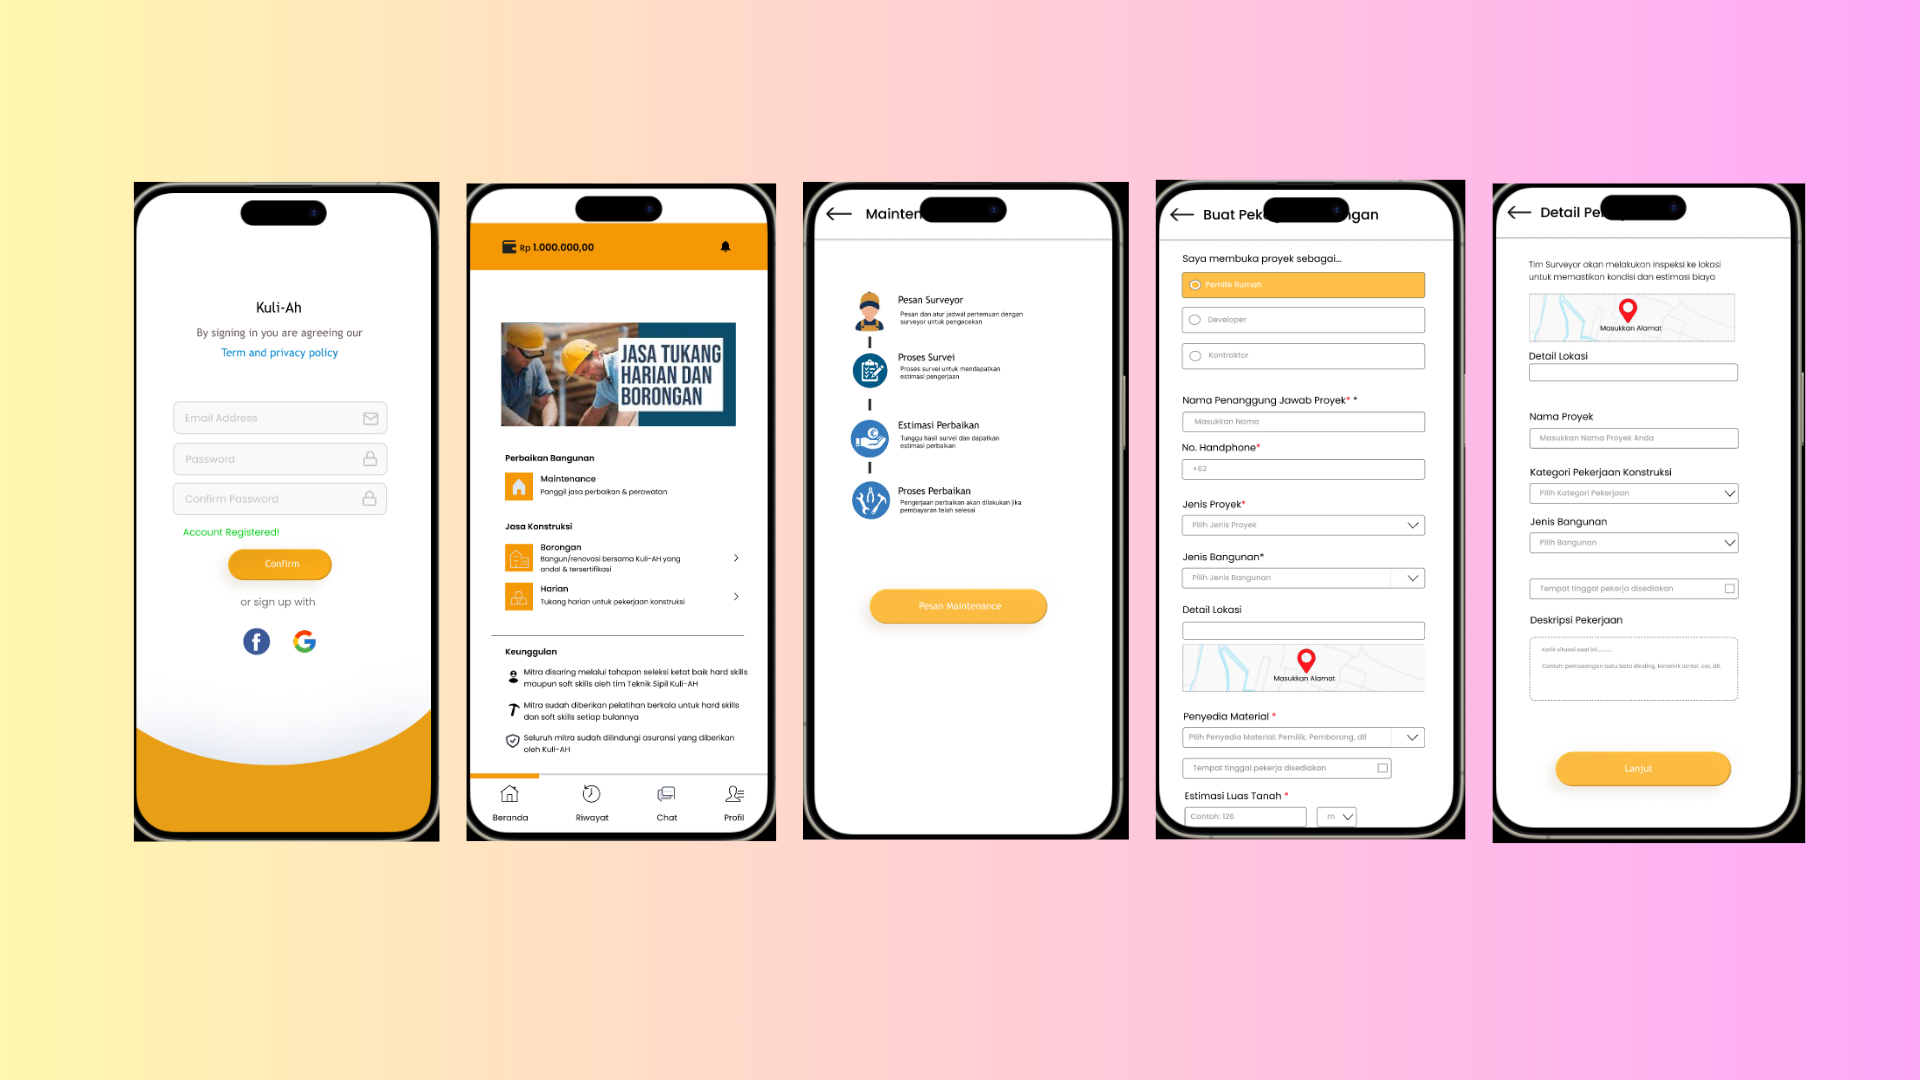 Kuli-Ah
By signing in you are agreeing our
Term and privacy policy
Email Address
Password
Confirm Password
Account Registered!
Confirm
or sign up with
Rp 1.000.000,00
JASA TUKANG
HARIAN DAN
BORONGAN
Perbaikan Bangunan
Maintenance
Panggil jasa perbaikan & perawatan
Jasa Konstruksi
Borongan
Bangun/renovasi bersama Kuli-AH yang
andal & tersertifikasi
Harian
Tukang harian untuk pekerjaan konstruksi
Keunggulan
Mitra disaring melalui tahapan seleksi ketat baik hard skills
maupun soft skills oleh tim Teknik Sipil Kuli-AH
Mitra sudah diberikan pelatihan berkala untuk hard skills
dan soft skills setiap bulannya
Seluruh mitra sudah dilindungi asuransi yang diberikan
oleh Kuli-AH
Beranda
Riwayat
Chat
Profil
Mainten
Pesan Surveyor
Pesan dan atur jadwal pertemuan dengan
surveyor untuk pengecekan
Proses Survei
Proses survei untuk mendapatkan
estimasi pengerjaan
Estimasi Perbaikan
Tunggu hasil survei dan dapatkan
estimasi perbaikan
Proses Perbaikan
Pengerjaan perbaikan akan dilakukan jika
pembayaran telah selesai
Pesan Maintenance
Buat Pek ngan
Saya membuka proyek sebagai...
Pemilik Rumah
Developer
Kontraktor
Nama Penanggung Jawab Proyek* *
Masukkan Nama
No. Handphone*
+62
Jenis Proyek*
Pilih Jenis Proyek
Jenis Bangunan*
Pilih Jenis Bangunan
Detail Lokasi
Masukkan Alamat
Penyedia Material *
Pilih Penyedia Material: Pemilik, Pemborong, dll
Tempat tinggal pekerja disediakan
Estimasi Luas Tanah *
Contoh: 126
m
Detail Pe
Tim Surveyor akan melakukan inspeksi ke lokasi
untuk memastikan kondisi dan estimasi biaya
Masukkan Alamat
Detail Lokasi
Nama Proyek
Masukkan Nama Proyek Anda
Kategori Pekerjaan Konstruksi
Pilih Kategori Pekerjaan
Jenis Bangunan
Pilih Bangunan
Tempat tinggal pekerja disediakan
Deskripsi Pekerjaan
Ketik situasi saat ini........
Contoh: pemasangan batu bata dinding, keramik lantai, cor, dll.
Lanjut